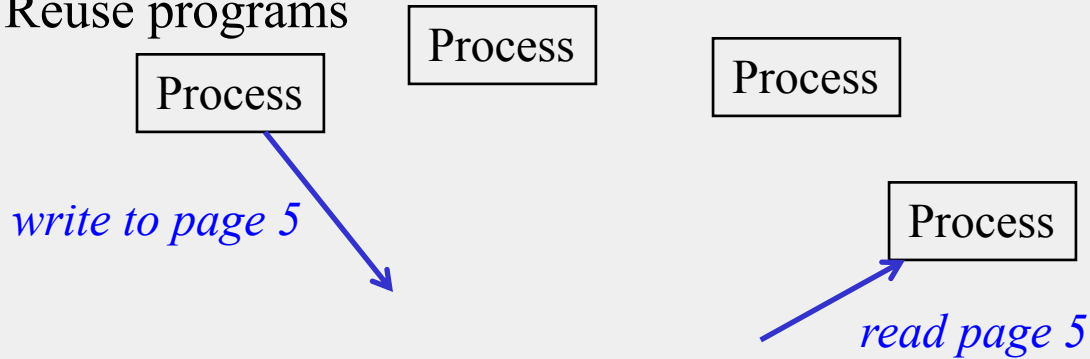 Reuse programs
Process
Process
Process
Process
write to page 5
read page 5